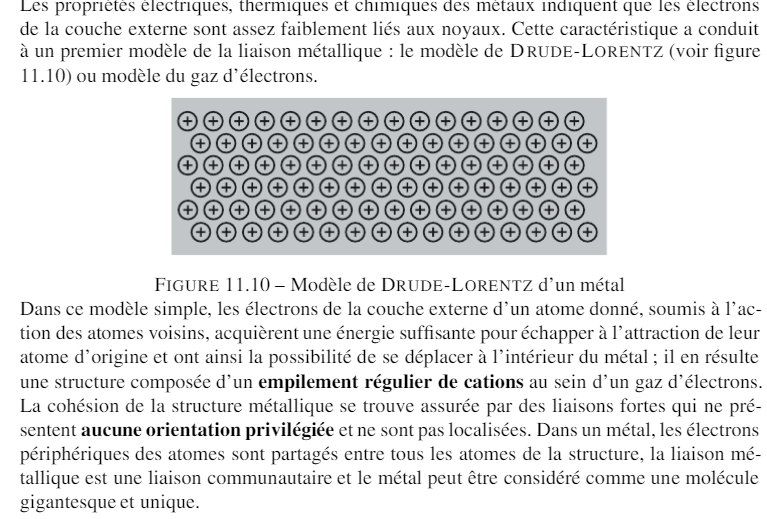 Les propriétés électriques, thermiques et chimiques des métaux indiquent que les électrons
de la couche externe sont assez faiblement liés aux noyaux. Cette caractéristique a conduit
à un premier modèle de la liaison métallique : le modèle de DRUDE-LORENTZ (voir figure
11.10) ou modèle du gaz d'électrons.
+ + + + + + + + + + + + + + + +
+ + + + + + + + + + + + + + + +
+ + + + + + + + + + + + + + + +
+ + + + + + + + + + + + + + + +
+ + + + + + + + + + + + + + + +
+ + + + + + + + + + + + + + + +
FIGURE 11.10 – Modèle de DRUDE-LORENTZ d'un métal
Dans ce modèle simple, les électrons de la couche externe d'un atome donné, soumis à l'ac-
tion des atomes voisins, acquièrent une énergie suffisante pour échapper à l'attraction de leur
atome d'origine et ont ainsi la possibilité de se déplacer à l'intérieur du métal ; il en résulte
une structure composée d'un empilement régulier de cations au sein d'un gaz d'électrons.
La cohésion de la structure métallique se trouve assurée par des liaisons fortes qui ne pré-
sentent aucune orientation privilégiée et ne sont pas localisées. Dans un métal, les électrons
périphériques des atomes sont partagés entre tous les atomes de la structure, la liaison mé-
tallique est une liaison communautaire et le métal peut être considéré comme une molécule
gigantesque et unique.